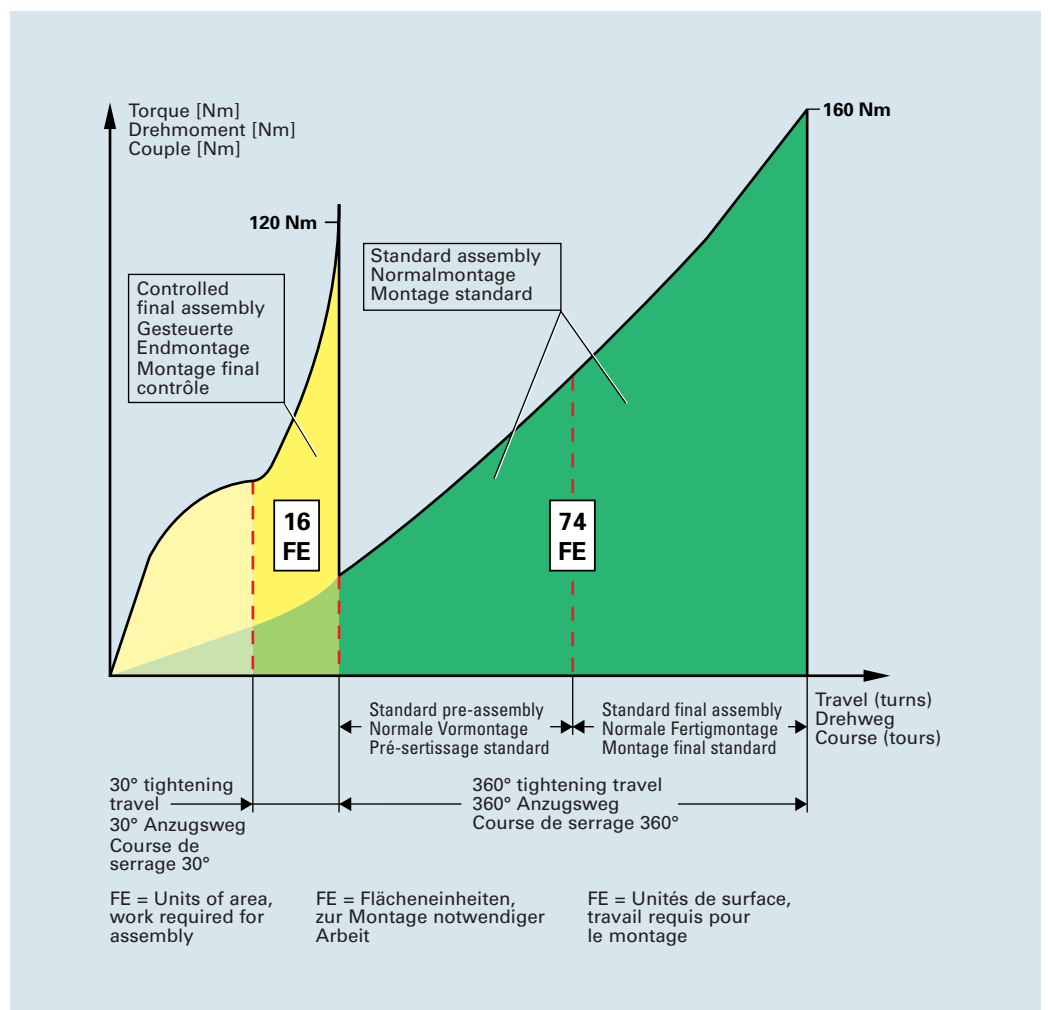 Torque [Nm]
Drehmoment [Nm]
Couple [Nm]
160 Nm
120 Nm
Standard assembly
Normalmontage
Montage standard
Controlled
final assembly
Gesteuerte
Endmontage
Montage final
contrôle
16
FE
74
FE
Travel (turns)
Drehweg
Course (tours)
Standard pre-assembly
Normale Vormontage
Pré-sertissage standard
Standard final assembly
Normale Fertigmontage
Montage final standard
30° tightening
travel
30° Anzugsweg
Course de
serrage 30°
360° tightening travel
360° Anzugsweg
Course de serrage 360°
FE = Units of area,
work required for
assembly
FE = Flächeneinheiten,
zur Montage notwendiger
Arbeit
FE = Unités de surface,
travail requis pour
le montage